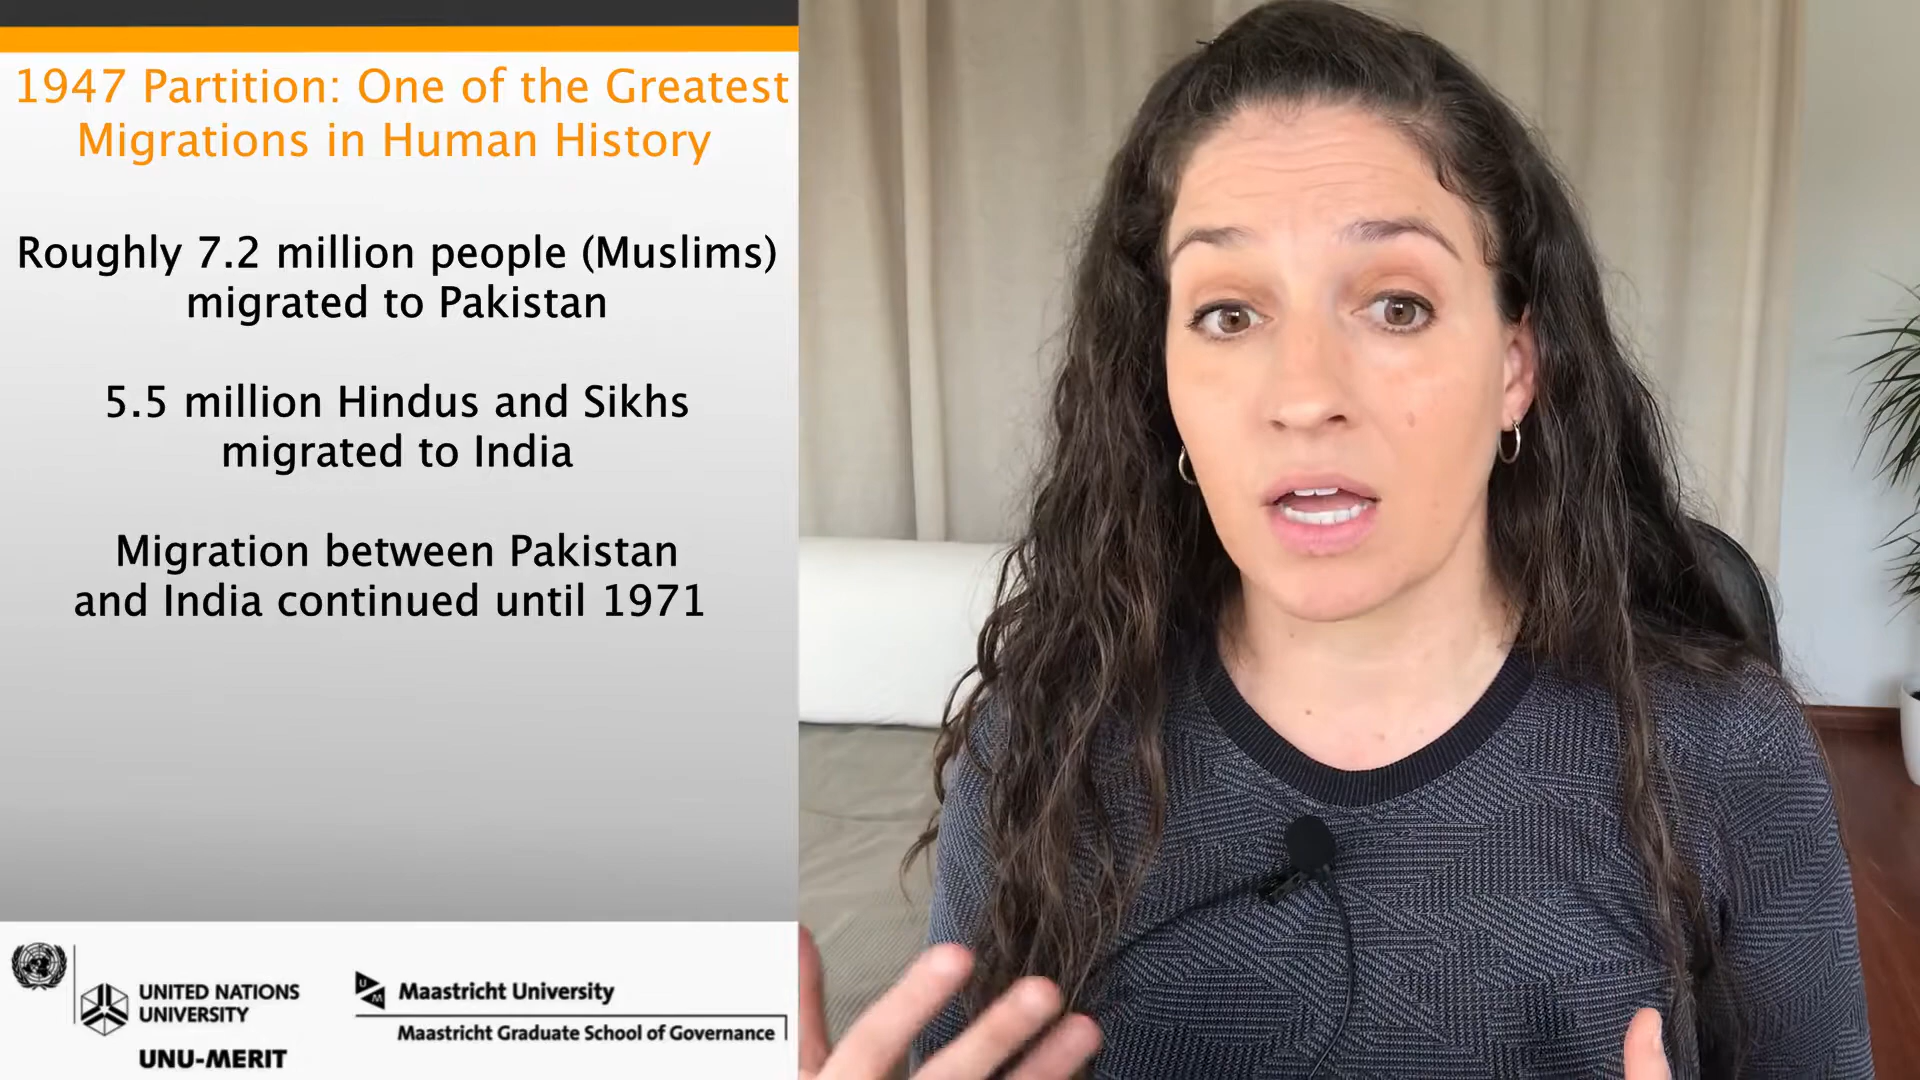 1947 Partition: One of the Greatest
Migrations in Human History
Roughly 7.2 million people (Muslims)
migrated to Pakistan
5.5 million Hindus and Sikhs
migrated to India
Migration between Pakistan
and India continued until 1971
UNITED NATIONS
UNIVERSITY
UNU-MERIT
UM
Maastricht University
Maastricht Graduate School of Governance